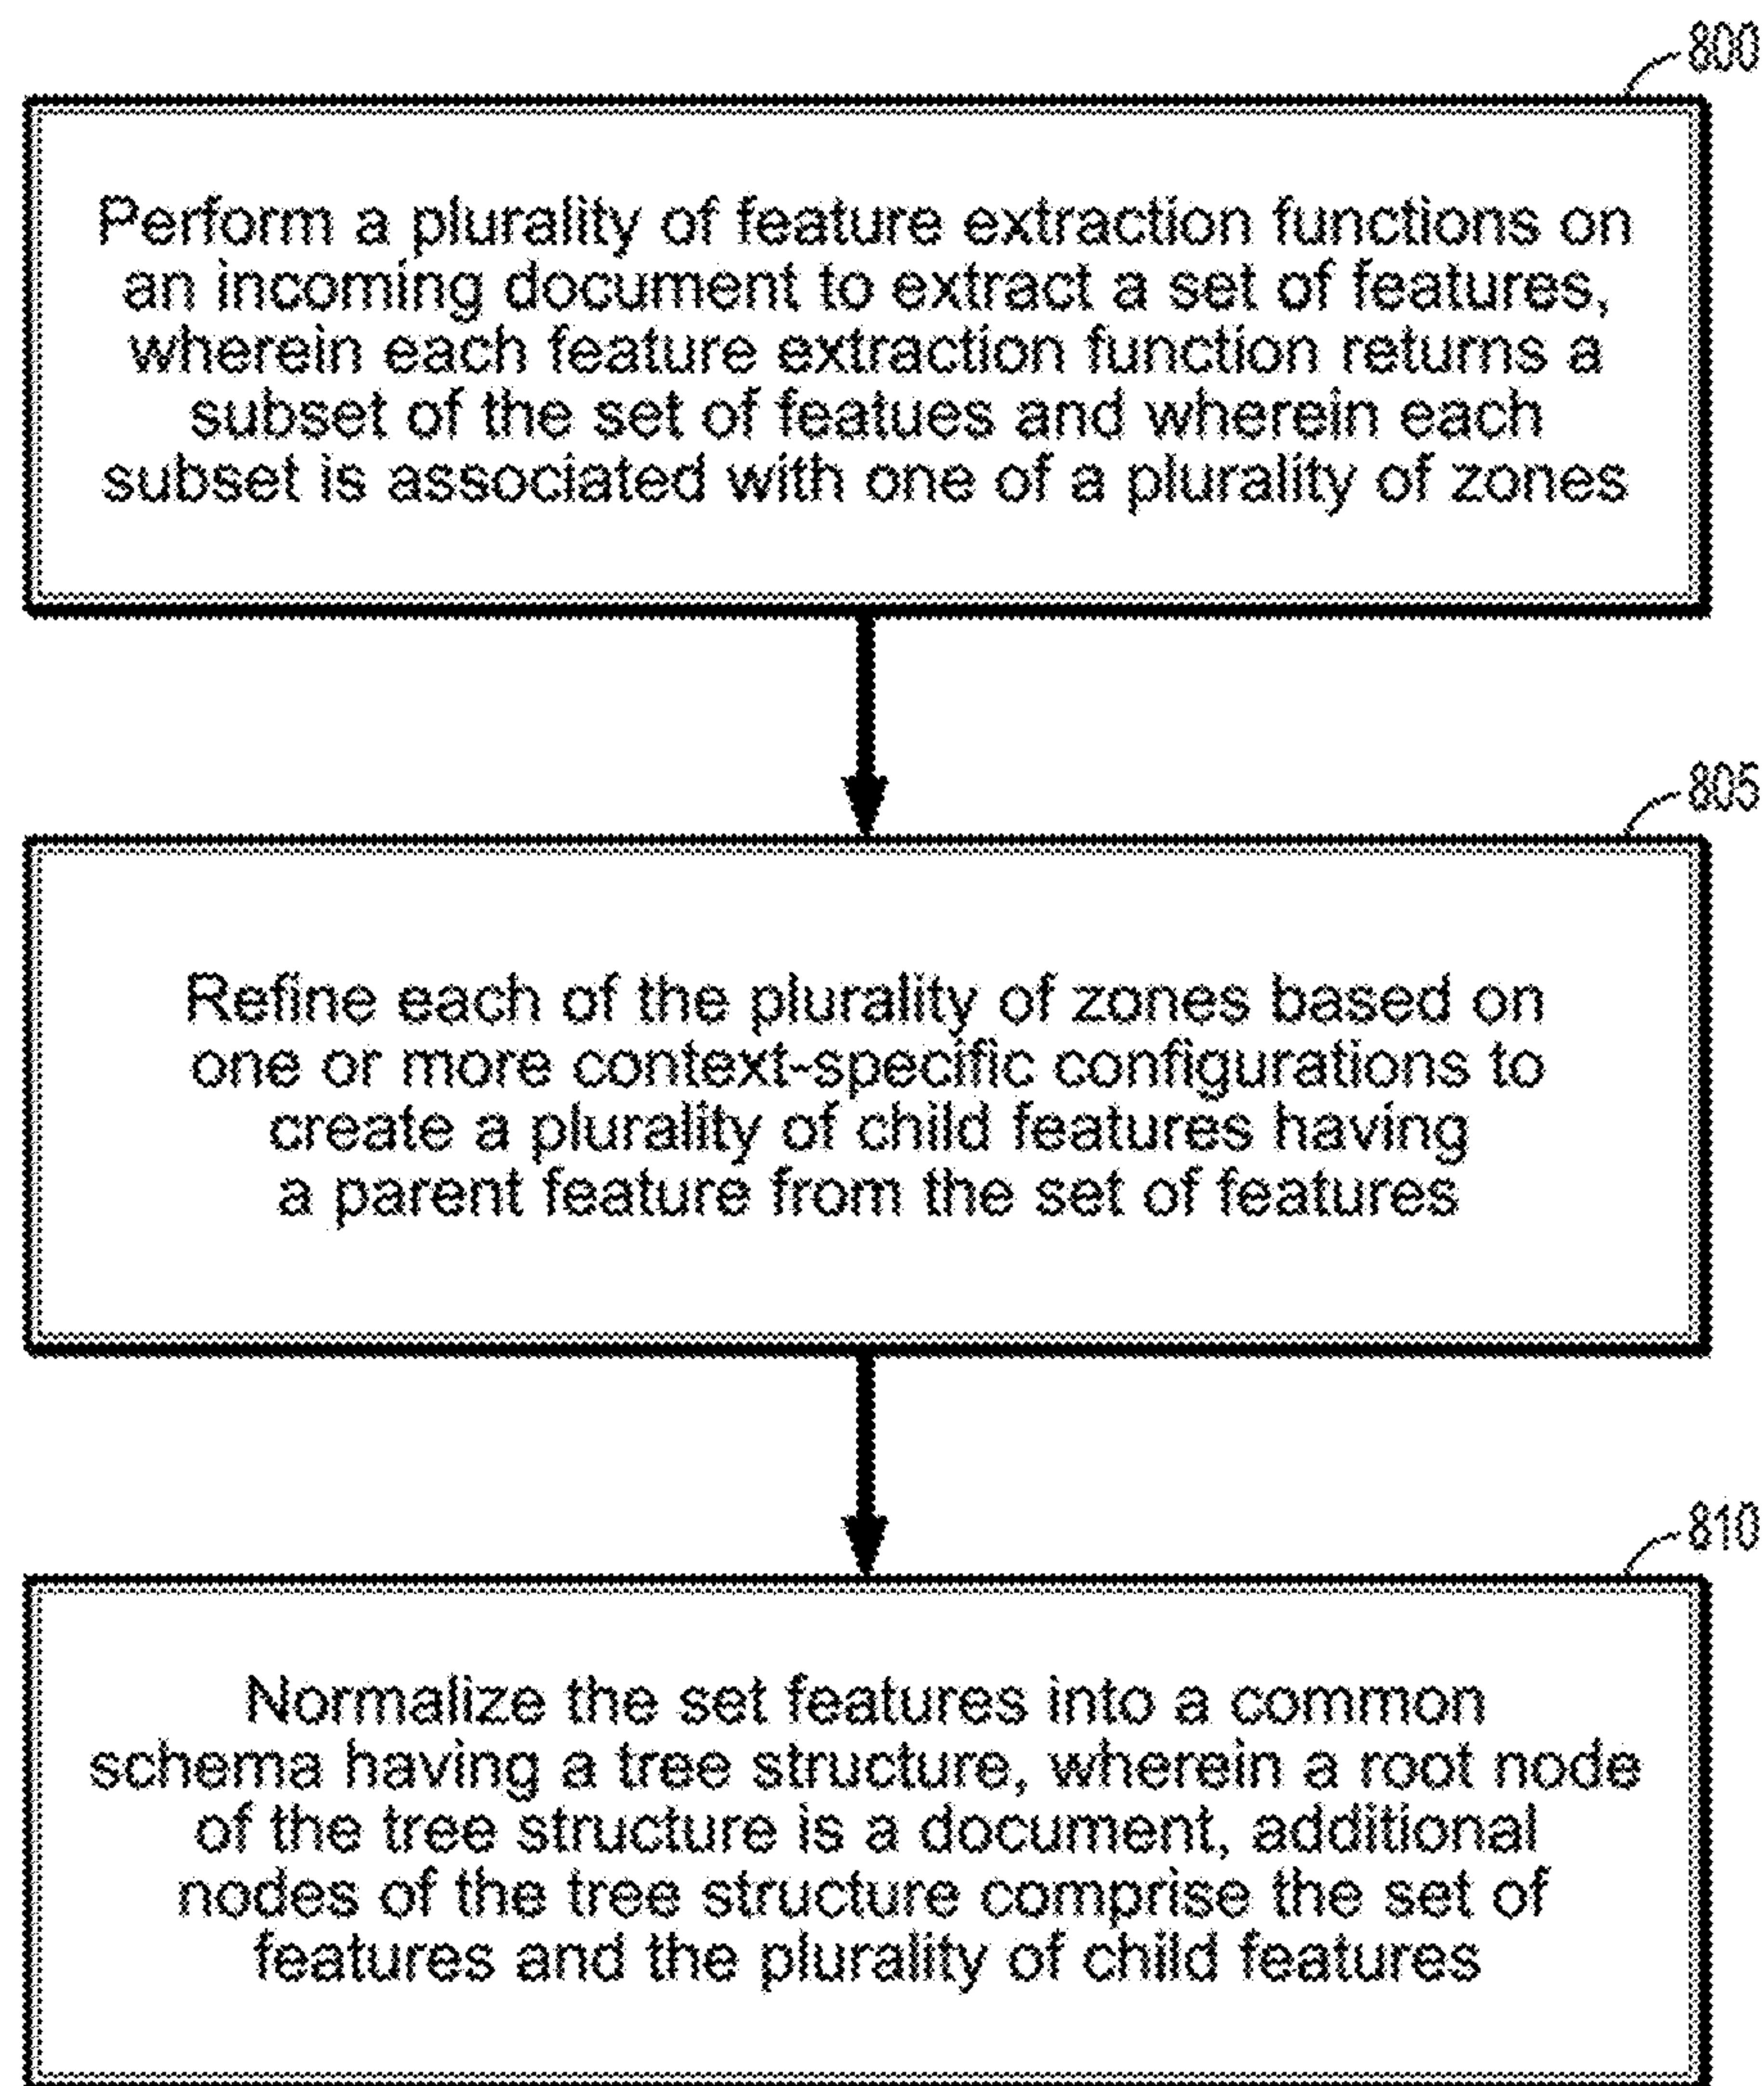 800
Perform a plurality of feature extraction functions on
an incoming document to extract a set of features,
wherein each feature extraction function returns a
subset of the set of featues and wherein each
subset is associated with one of a plurality of zones
805
Refine each of the plurality of zones based on
one or more context-specific configurations to
create a plurality of child features having
a parent feature from the set of features
810
Normalize the set features into a common
schema having a tree structure, wherein a root node
of the tree structure is a document, additional
nodes of the tree structure comprise the set of
features and the plurality of child features